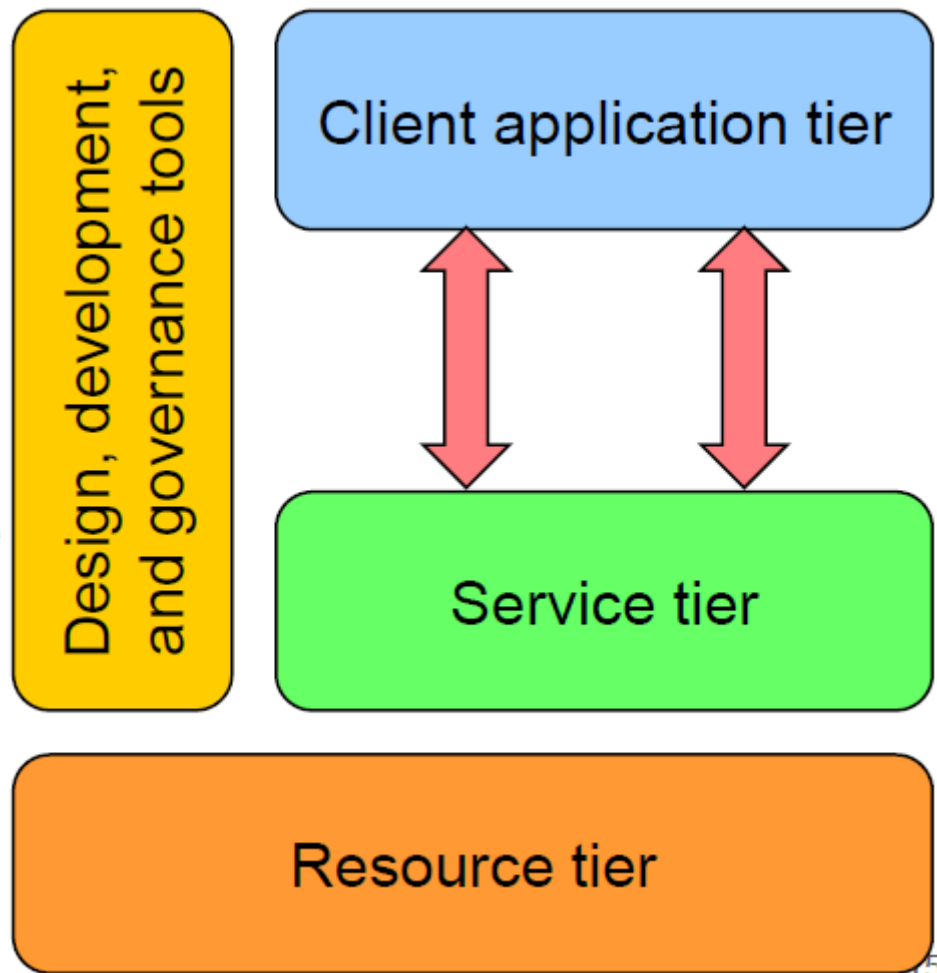 Design, development,
and governance tools
Client application tier
Service tier
Resource tier